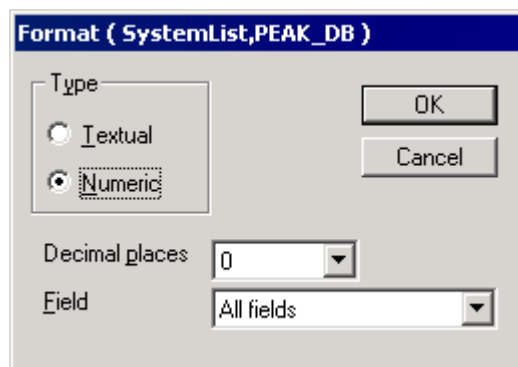 Format ( SystemList,PEAK_DB )
Type
Textual
Numeric
OK
Cancel
Decimal places
0
Field
All fields